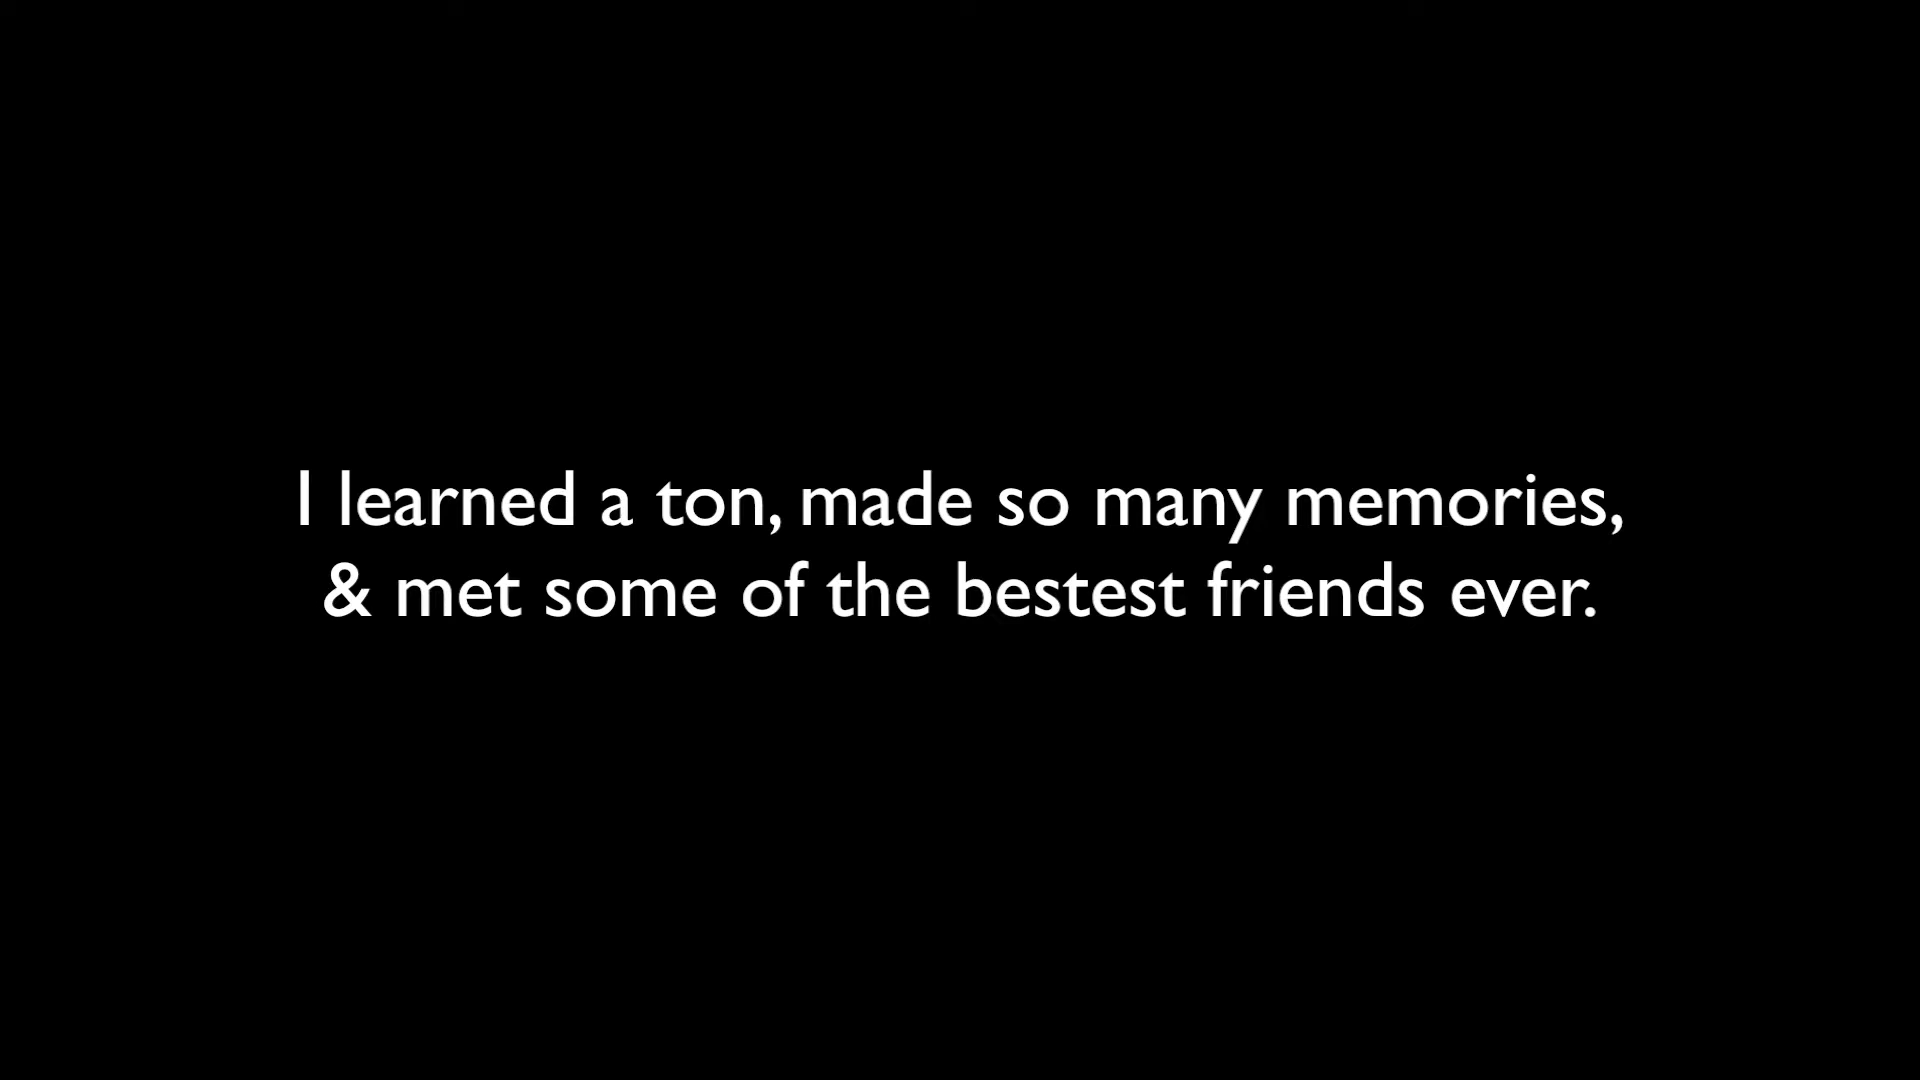 I learned a ton, made so many memories,
& met some of the bestest friends ever.